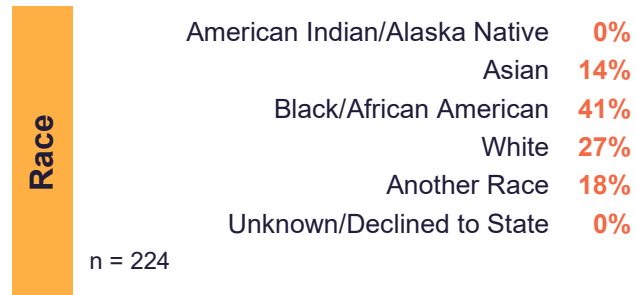 Race
American Indian/Alaska Native 0%
Asian 14%
Black/African American 41%
White 27%
Another Race 18%
Unknown/Declined to State 0%
n = 224